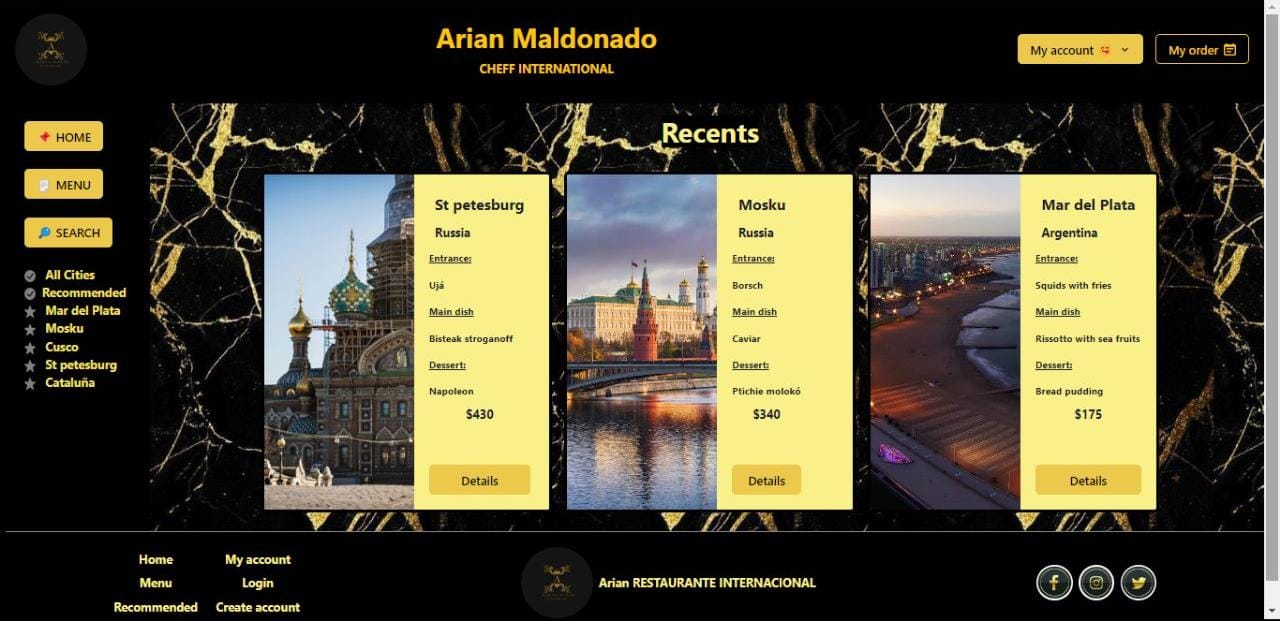 Arian Maldonado
CHEFF INTERNATIONAL
My account
My order
HOME
MENU
SEARCH
All Cities
Recommended
Mar del Plata
Mosku
Cusco
St petesburg
Cataluña
Recents
St petesburg
Russia
Entrance:
Ujá
Main dish
Bisteak stroganoff
Dessert:
Napoleon
$430
Details
Mosku
Russia
Entrance:
Borsch
Main dish
Caviar
Dessert:
Ptichie molokó
$340
Details
Mar del Plata
Argentina
Entrance:
Squids with fries
Main dish
Rissotto with sea fruits
Dessert:
Bread pudding
$175
Details
Home
Menu
Recommended
My account
Login
Create account
Arian RESTAURANTE INTERNACIONAL